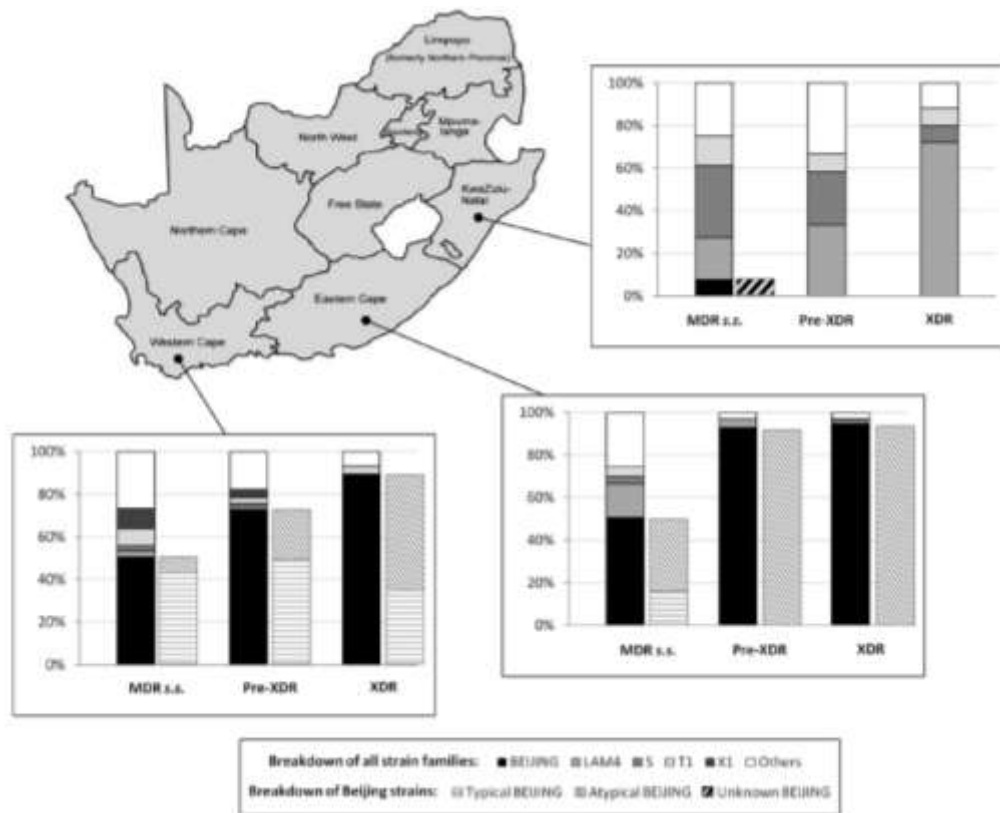 Limpopo
(formerly Northern Province)
North West
Mpuma-
langa
KwaZulu-
Natal
Free State
Northern Cape
Eastern Cape
Western Cape
100%
80%
60%
40%
20%
0%
MDR s.s. Pre-XDR XDR
100%
80%
60%
40%
20%
0%
MDR s.s. Pre-XDR XDR
100%
80%
60%
40%
20%
0%
MDR s.s. Pre-XDR XDR
Breakdown of all strain families: BEIJING LAM4 S T1 X1 Others
Breakdown of Beijing strains: Typical BEIJING Atypical BEIJING Unknown BEIJING